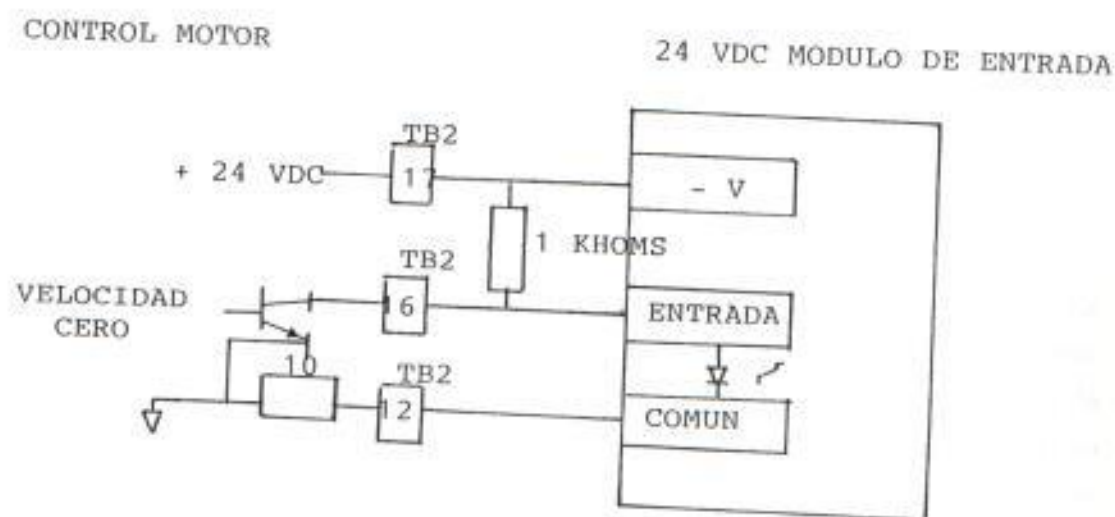 CONTROL MOTOR
24 VDC MODULO DE ENTRADA
TB2
+ 24 VDC
17
- V
1 KHOMS
TB2
VELOCIDAD
CERO
6
ENTRADA
10
TB2
12
COMUN